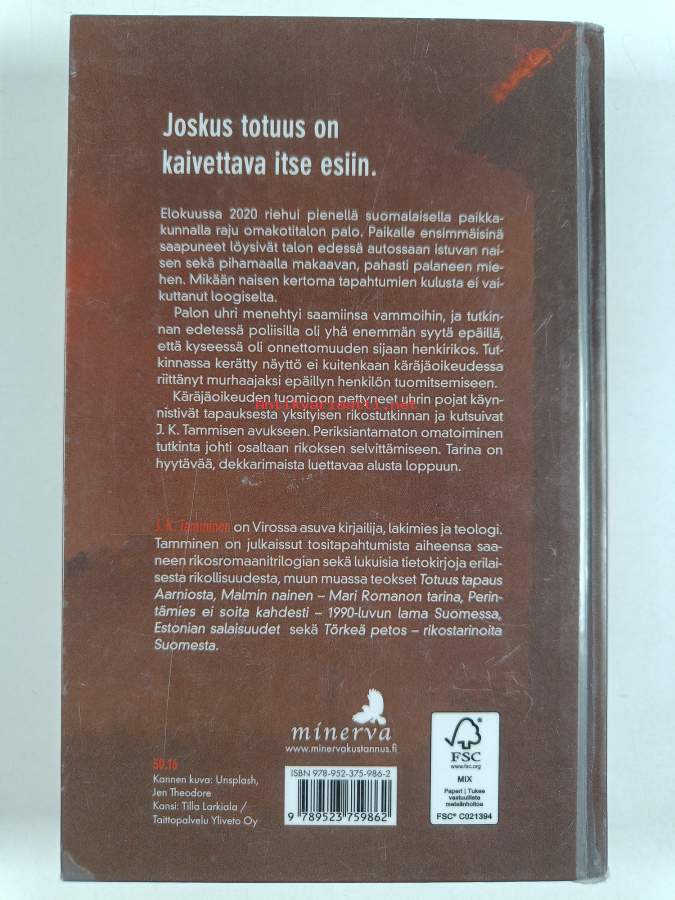 Joskus totuus on
kaivettava itse esiin.
Elokuussa 2020 riehui pienellä suomalaisella paikka-
kunnalla raju omakotitalon palo. Paikalle ensimmäisinä
saapuneet löysivät talon edessä autossaan istuvan nai-
sen sekä pihamaalla makaavan, pahasti palaneen mie-
hen. Mikään naisen kertoma tapahtumien kulusta ei vai-
kuttanut loogiselta.
Palon uhri menehtyi saamiinsa vammoihin, ja tutkin-
nan edetessä poliisilla oli yhä enemmän syytä epäillä,
että kyseessä oli onnettomuuden sijaan henkirikos. Tut-
kinnassa kerätty näyttö ei kuitenkaan käräjäoikeudessa
riittänyt murhaajaksi epäillyn henkilön tuomitsemiseen.
Käräjäoikeuden tuomioon pettyneet uhrin pojat käyn-
nistivät tapauksesta yksityisen rikostutkinnan ja kutsuivat
antikvariaatti.net
J. K. Tammisen avukseen. Periksiantamaton omatoiminen
tutkinta johti osaltaan rikoksen selvittämiseen. Tarina on
hyytävää, dekkarimaista luettavaa alusta loppuun.
J. K. Tamminen on Virossa asuva kirjailija, lakimies ja teologi.
Tamminen on julkaissut tositapahtumista aiheensa saa-
neen rikosromaanitrilogian sekä lukuisia tietokirjoja erilai-
sesta rikollisuudesta, muun muassa teokset Totuus tapaus
Aarniosta, Malmin nainen – Mari Romanon tarina, Perin-
tämies ei soita kahdesti – 1990-luvun lama Suomessa,
Estonian salaisuudet sekä Törkeä petos – rikostarinoita
Suomesta.
minerva
www.minervakustannus.fi
50.16
Kannen kuva: Unsplash,
Jen Theodore
Kansi: Tilla Larkiala /
Taittopalvelu Yliveto Oy
ISBN 978-952-375-986-2
9 789523 759862
FSC
www.fsc.org
MIX
Paperi | Tukee
vastuullista
metsänhoitoa
FSC® C021394